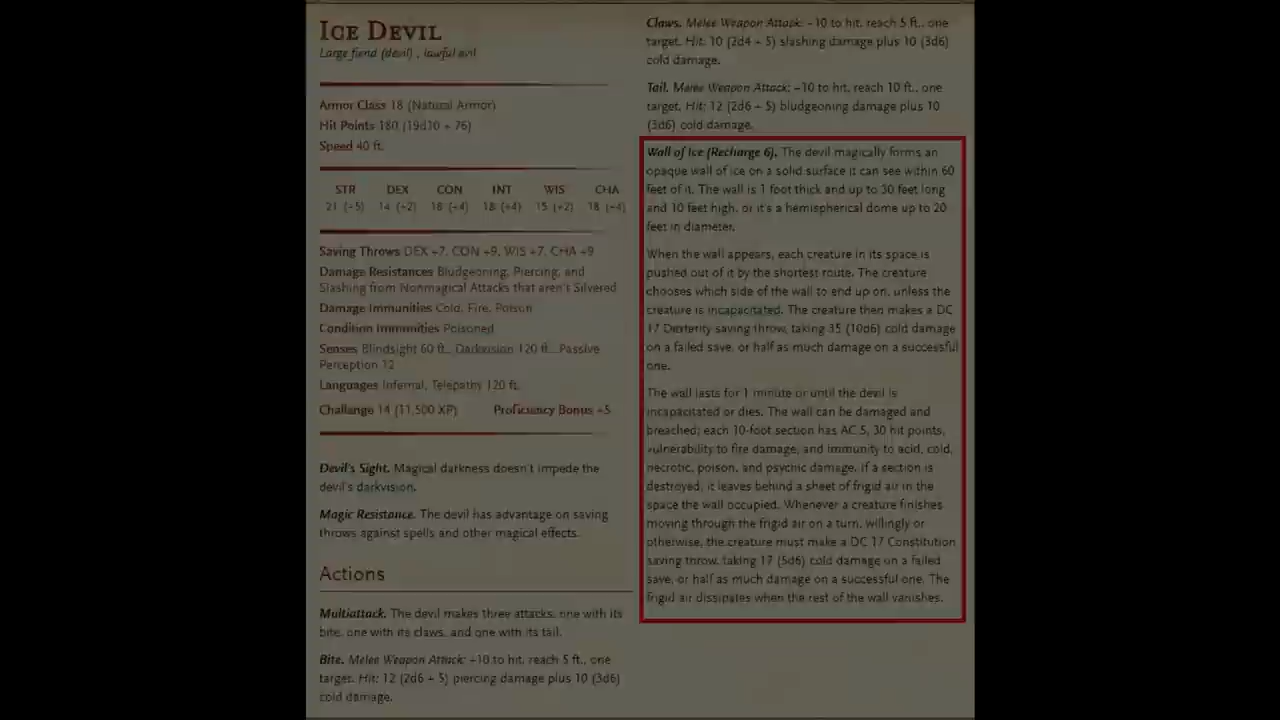 Ice Devil
Large fiend (devil) , lawful evil
Armor Class 18 (Natural Armor)
Hit Points 180 (19d10 + 76)
Speed 40 ft.
STR DEX CON INT WIS CHA
21 (+5) 14 (+2) 18 (+4) 18 (+4) 15 (+2) 18 (+4)
Saving Throws DEX +7, CON +9, WIS +7, CHA +9
Damage Resistances Bludgeoning, Piercing, and
Slashing from Nonmagical Attacks that aren't Silvered
Damage Immunities Cold, Fire, Poison
Condition Immunities Poisoned
Senses Blindsight 60 ft., Darkvision 120 ft., Passive
Perception 12
Languages Infernal, Telepathy 120 ft.
Challenge 14 (11,500 XP) Proficiency Bonus +5
Devil's Sight. Magical darkness doesn't impede the
devil's darkvision.
Magic Resistance. The devil has advantage on saving
throws against spells and other magical effects.
Actions
Multiattack. The devil makes three attacks, one with its
bite, one with its claws, and one with its tail.
Bite. Melee Weapon Attack: +10 to hit, reach 5 ft., one
target. Hit: 12 (2d6 + 5) piercing damage plus 10 (3d6)
cold damage.
Claws. Melee Weapon Attack: +10 to hit, reach 5 ft., one
target. Hit: 10 (2d4 + 5) slashing damage plus 10 (3d6)
cold damage.
Tail. Melee Weapon Attack: +10 to hit, reach 10 ft., one
target. Hit: 12 (2d6 + 5) bludgeoning damage plus 10
(3d6) cold damage.
Wall of Ice (Recharge 6). The devil magically forms an
opaque wall of ice on a solid surface it can see within 60
feet of it. The wall is 1 foot thick and up to 30 feet long
and 10 feet high, or it's a hemispherical dome up to 20
feet in diameter.
When the wall appears, each creature in its space is
pushed out of it by the shortest route. The creature
chooses which side of the wall to end up on, unless the
creature is incapacitated. The creature then makes a DC
17 Dexterity saving throw, taking 35 (10d6) cold damage
on a failed save, or half as much damage on a successful
one.
The wall lasts for 1 minute or until the devil is
incapacitated or dies. The wall can be damaged and
breached; each 10-foot section has AC 5, 30 hit points,
vulnerability to fire damage, and immunity to acid, cold,
necrotic, poison, and psychic damage. If a section is
destroyed, it leaves behind a sheet of frigid air in the
space the wall occupied. Whenever a creature finishes
moving through the frigid air on a turn, willingly or
otherwise, the creature must make a DC 17 Constitution
saving throw, taking 17 (5d6) cold damage on a failed
save, or half as much damage on a successful one. The
frigid air dissipates when the rest of the wall vanishes.